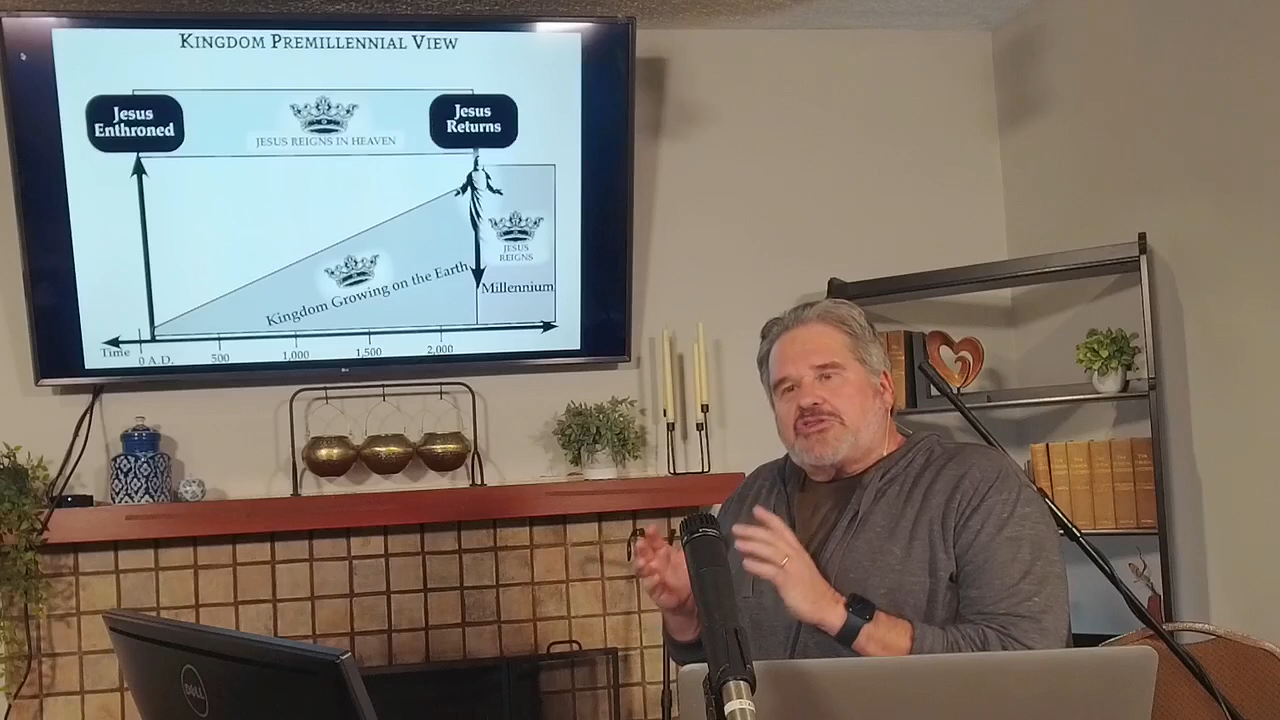 KINGDOM PREMILLENNIAL VIEW
Jesus
Enthroned
JESUS REIGNS IN HEAVEN
Jesus
Returns
JESUS
REIGNS
Kingdom Growing on the Earth
Millennium
Time
0 A.D.
500
1,000
1,500
2,000
LG
DELL